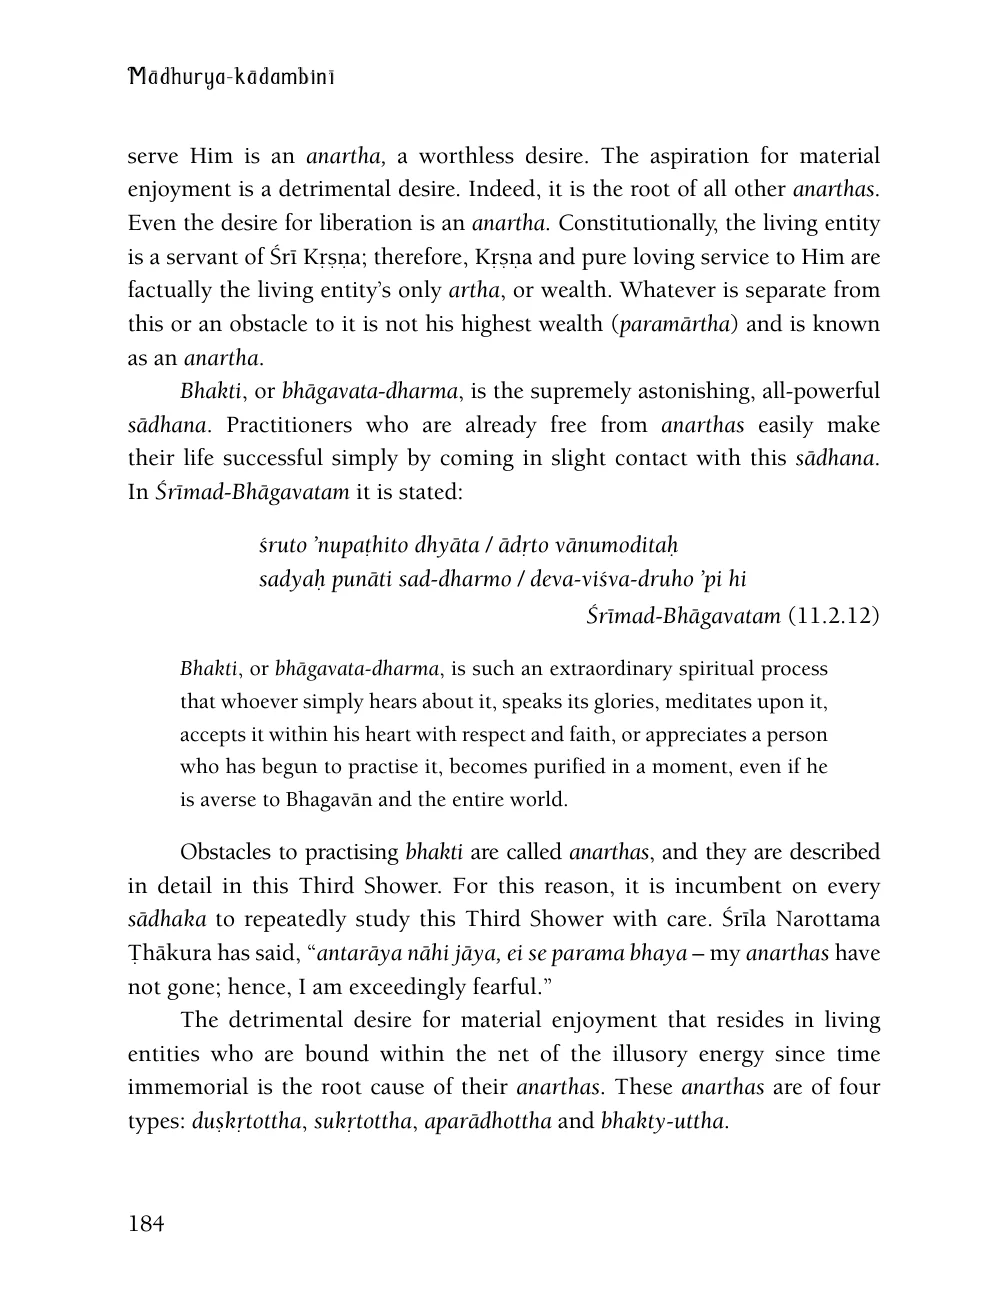 Mādhurya-kādambinī
serve Him is an anartha, a worthless desire. The aspiration for material
enjoyment is a detrimental desire. Indeed, it is the root of all other anarthas.
Even the desire for liberation is an anartha. Constitutionally, the living entity
is a servant of Śrī Kṛṣṇa; therefore, Kṛṣṇa and pure loving service to Him are
factually the living entity’s only artha, or wealth. Whatever is separate from
this or an obstacle to it is not his highest wealth (paramārtha) and is known
as an anartha.
Bhakti, or bhāgavata-dharma, is the supremely astonishing, all-powerful
sādhana. Practitioners who are already free from anarthas easily make
their life successful simply by coming in slight contact with this sādhana.
In Śrīmad-Bhāgavatam it is stated:
śruto ’nupaṭhito dhyāta / ādṛto vānumoditaḥ
sadyaḥ punāti sad-dharmo / deva-viśva-druho ’pi hi
Śrīmad-Bhāgavatam (11.2.12)
Bhakti, or bhāgavata-dharma, is such an extraordinary spiritual process
that whoever simply hears about it, speaks its glories, meditates upon it,
accepts it within his heart with respect and faith, or appreciates a person
who has begun to practise it, becomes purified in a moment, even if he
is averse to Bhagavān and the entire world.
Obstacles to practising bhakti are called anarthas, and they are described
in detail in this Third Shower. For this reason, it is incumbent on every
sādhaka to repeatedly study this Third Shower with care. Śrīla Narottama
Ṭhākura has said, “antarāya nāhi jāya, ei se parama bhaya – my anarthas have
not gone; hence, I am exceedingly fearful.”
The detrimental desire for material enjoyment that resides in living
entities who are bound within the net of the illusory energy since time
immemorial is the root cause of their anarthas. These anarthas are of four
types: duṣkṛtottha, sukṛtottha, aparādhottha and bhakty-uttha.
184